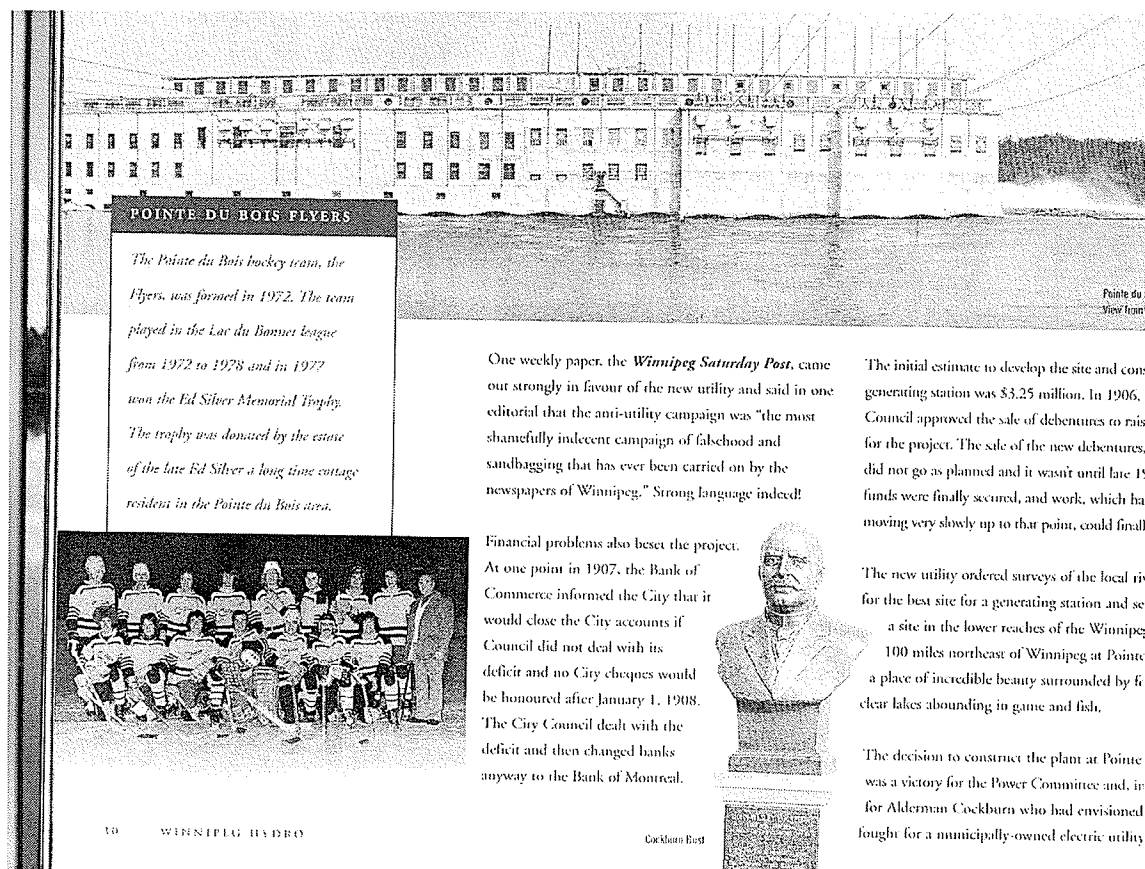 POINTE DU BOIS FLYERS
The Pointe du Bois hockey team, the
Flyers, was formed in 1972. The team
played in the Lac du Bonnet league
from 1972 to 1978 and in 1977
won the Ed Silver Memorial Trophy.
The trophy was donated by the estate
of the late Ed Silver a long time cottage
resident in the Pointe du Bois area.
Pointe du
View from
One weekly paper, the Winnipeg Saturday Post, came
out strongly in favour of the new utility and said in one
editorial that the anti-utility campaign was "the most
shamefully indecent campaign of falsehood and
sandbagging that has ever been carried on by the
newspapers of Winnipeg." Strong language indeed!
Financial problems also beset the project.
At one point in 1907, the Bank of
Commerce informed the City that it
would close the City accounts if
Council did not deal with its
deficit and no City cheques would
be honoured after January 1, 1908.
The City Council dealt with the
deficit and then changed banks
anyway to the Bank of Montreal.
The initial estimate to develop the site and cons
generating station was $3.25 million. In 1906,
Council approved the sale of debentures to rais
for the project. The sale of the new debentures,
did not go as planned and it wasn't until late 19
funds were finally secured, and work, which ha
moving very slowly up to that point, could finall
The new utility ordered surveys of the local riv
for the best site for a generating station and se
a site in the lower reaches of the Winnipeg
100 miles northeast of Winnipeg at Pointe
a place of incredible beauty surrounded by fo
clear lakes abounding in game and fish.
The decision to construct the plant at Pointe
was a victory for the Power Committee and, in
for Alderman Cockburn who had envisioned
fought for a municipally-owned electric utility
Cockburn Bust
10 WINNIPEG HYDRO